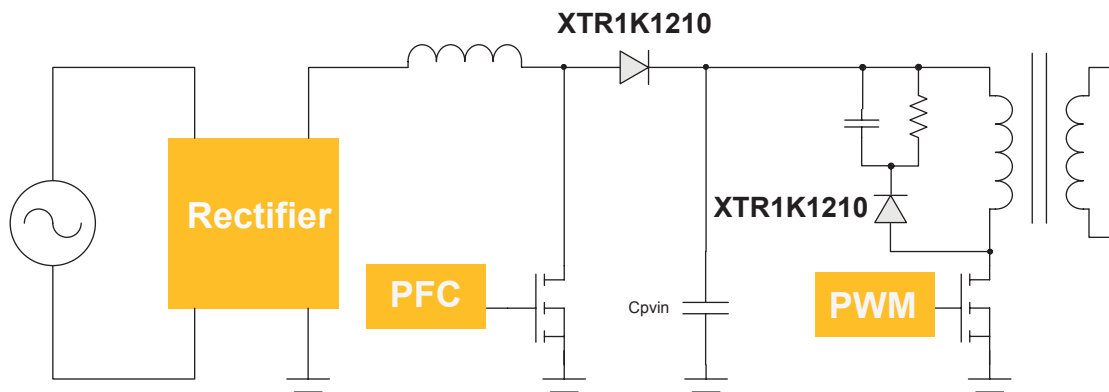 XTR1K1210
Rectifier
XTR1K1210
PFC
Cpvin
PWM